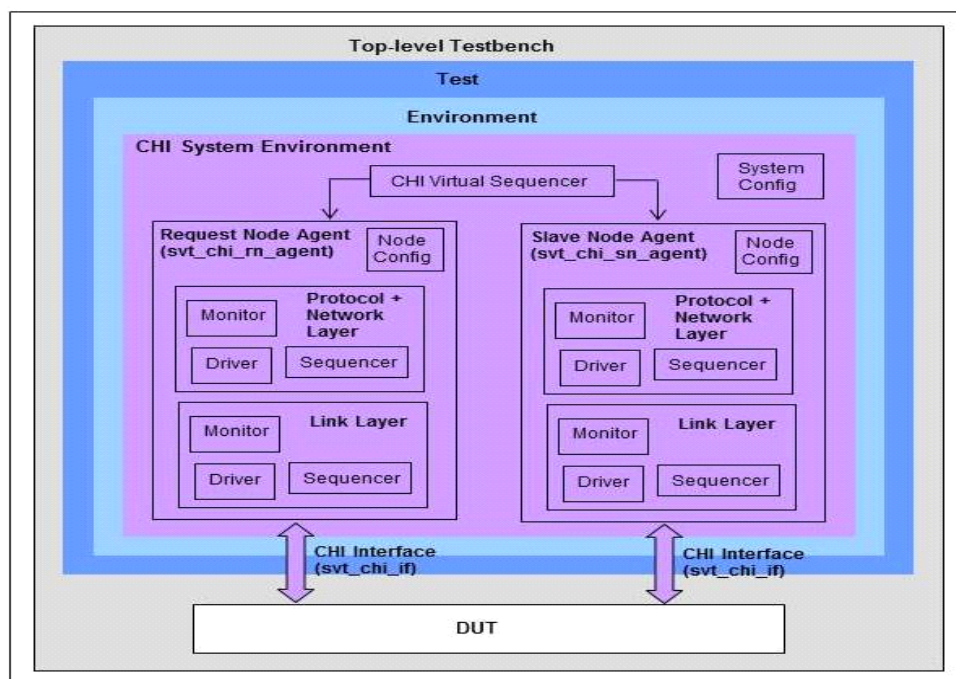 Top-level Testbench
Test
Environment
CHI System Environment
CHI Virtual Sequencer
System
Config
Request Node Agent
(svt_chi_rn_agent)
Node
Config
Protocol +
Network
Layer
Monitor
Driver
Sequencer
Link Layer
Monitor
Driver
Sequencer
Slave Node Agent
(svt_chi_sn_agent)
Node
Config
Protocol +
Network
Layer
Monitor
Driver
Sequencer
Link Layer
Monitor
Driver
Sequencer
CHI Interface
(svt_chi_if)
CHI Interface
(svt_chi_if)
DUT